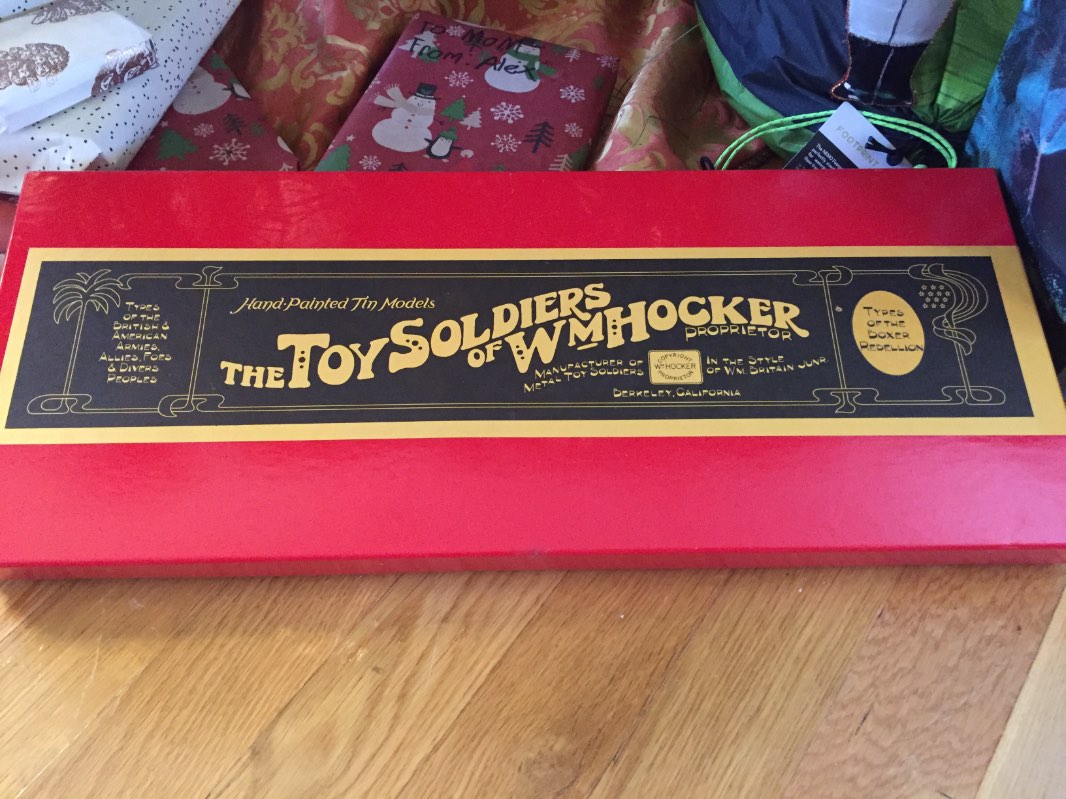 To: Mom
From: Alex
FOOTPRINT
TYPES
OF THE
BRITISH &
AMERICAN
ARMIES,
ALLIES, FOES
& DIVERS
PEOPLES
Hand-Painted Tin Models
THE TOY SOLDIERS
OF WM HOCKER
PROPRIETOR
MANUFACTURER OF
METAL TOY SOLDIERS
COPYRIGHT
WM HOCKER
PROPRIETOR
IN THE STYLE
OF WM. BRITAIN JUNR.
BERKELEY, CALIFORNIA
TYPES
OF THE
BOXER
REBELLION